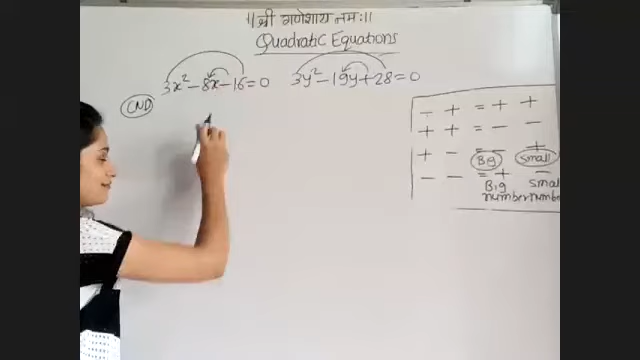 ॥ श्री गणेशाय नमः ॥
Quadratic Equations
3x² - 8x - 16 = 0
3y² - 19y + 28 = 0
CND
- + = + +
+ + = - -
+ - = - +
Big small
- - = + -
Big small
number number